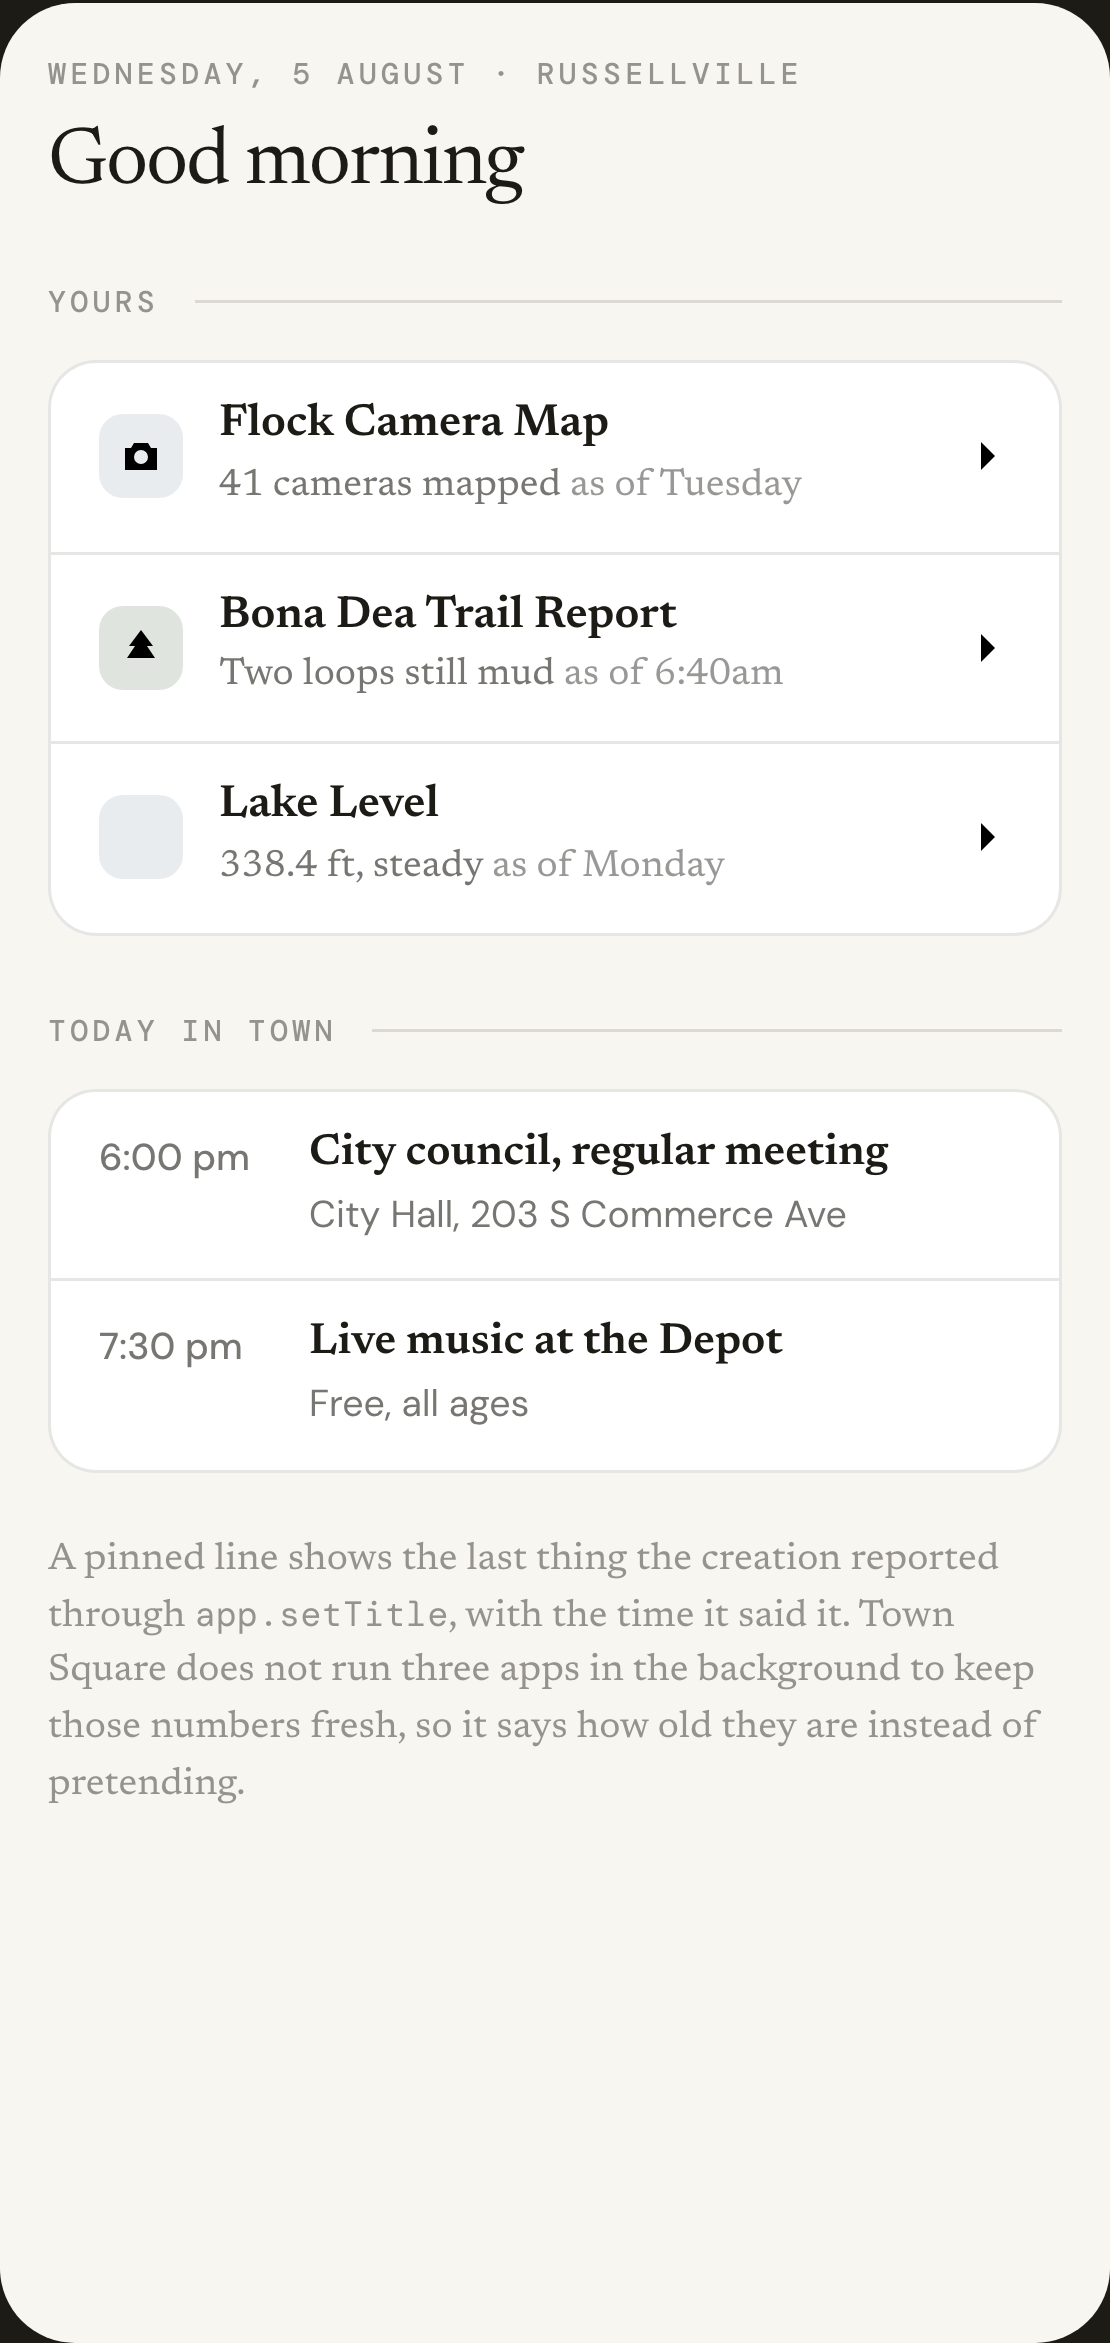 WEDNESDAY, 5 AUGUST · RUSSELLVILLE
Good morning
YOURS
Flock Camera Map
41 cameras mapped as of Tuesday
Bona Dea Trail Report
Two loops still mud as of 6:40am
Lake Level
338.4 ft, steady as of Monday
TODAY IN TOWN
6:00 pm City council, regular meeting
City Hall, 203 S Commerce Ave
7:30 pm Live music at the Depot
Free, all ages
A pinned line shows the last thing the creation reported
through app.setTitle, with the time it said it. Town
Square does not run three apps in the background to keep
those numbers fresh, so it says how old they are instead of
pretending.